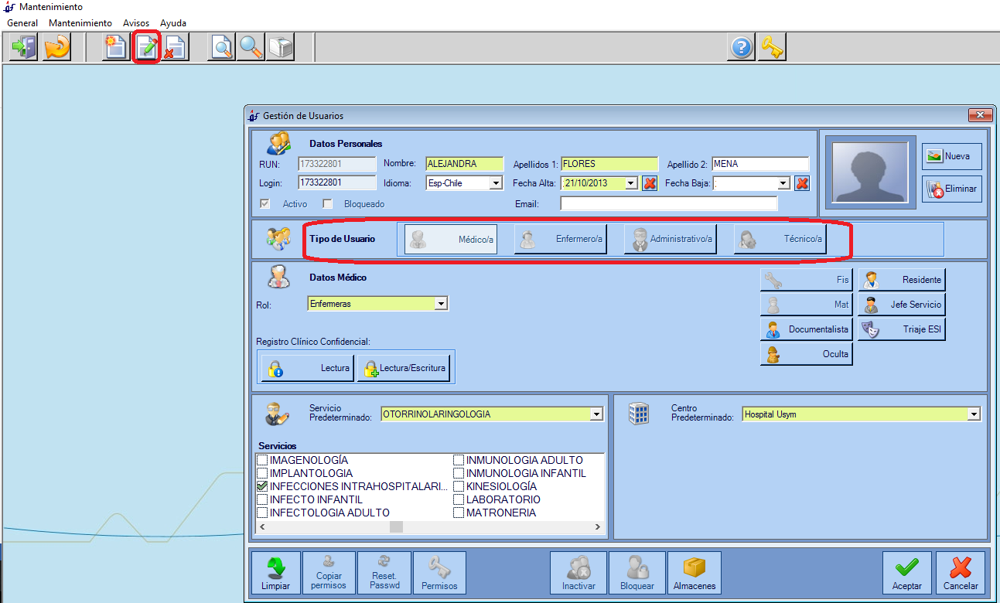 Mantenimiento
General Mantenimiento Avisos Ayuda
Gestión de Usuarios
Datos Personales
RUN: 173322801 Nombre: ALEJANDRA Apellidos 1: FLORES Apellido 2: MENA
Login: 173322801 Idioma: Esp-Chile Fecha Alta: 21/10/2013 Fecha Baja: :
Activo Bloqueado Email:
Nueva
Eliminar
Tipo de Usuario Médico/a Enfermero/a Administrativo/a Técnico/a
Datos Médico
Rol: Enfermeras
Fis Residente
Mat Jefe Servicio
Documentalista Triaje ESI
Oculta
Registro Clínico Confidencial:
Lectura Lectura/Escritura
Servicio
Predeterminado: OTORRINOLARINGOLOGIA
Centro
Predeterminado: Hospital Usym
Servicios
IMAGENOLOGÍA INMUNOLOGIA ADULTO
IMPLANTOLOGIA INMUNOLOGIA INFANTIL
INFECCIONES INTRAHOSPITALARI... KINESIOLOGÍA
INFECTO INFANTIL LABORATORIO
INFECTOLOGIA ADULTO MATRONERIA
Limpiar
Copiar
permisos
Reset.
Passwd
Permisos
Inactivar
Bloquear
Almacenes
Aceptar
Cancelar